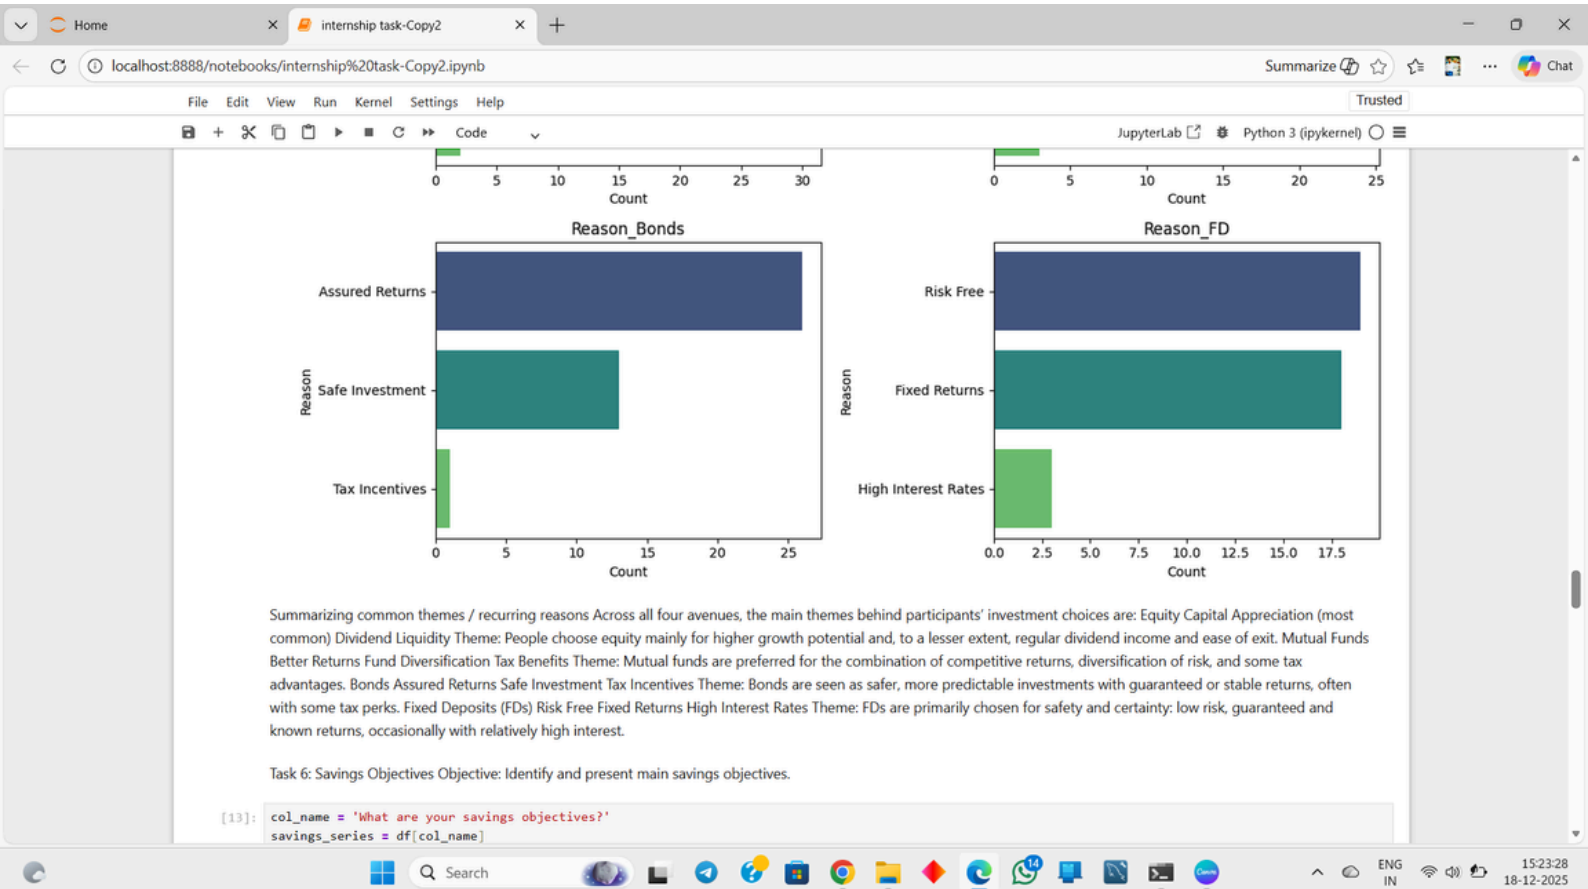 Home
internship task-Copy2
localhost:8888/notebooks/internship%20task-Copy2.ipynb
Summarize
Chat
File Edit View Run Kernel Settings Help
Trusted
Code
JupyterLab
Python 3 (ipykernel)
0 5 10 15 20 25 30
Count
0 5 10 15 20 25
Count
Reason_Bonds
Reason
Assured Returns
Safe Investment
Tax Incentives
0 5 10 15 20 25
Count
Reason_FD
Reason
Risk Free
Fixed Returns
High Interest Rates
0.0 2.5 5.0 7.5 10.0 12.5 15.0 17.5
Count
Summarizing common themes / recurring reasons Across all four avenues, the main themes behind participants' investment choices are: Equity Capital Appreciation (most
common) Dividend Liquidity Theme: People choose equity mainly for higher growth potential and, to a lesser extent, regular dividend income and ease of exit. Mutual Funds
Better Returns Fund Diversification Tax Benefits Theme: Mutual funds are preferred for the combination of competitive returns, diversification of risk, and some tax
advantages. Bonds Assured Returns Safe Investment Tax Incentives Theme: Bonds are seen as safer, more predictable investments with guaranteed or stable returns, often
with some tax perks. Fixed Deposits (FDs) Risk Free Fixed Returns High Interest Rates Theme: FDs are primarily chosen for safety and certainty: low risk, guaranteed and
known returns, occasionally with relatively high interest.
Task 6: Savings Objectives Objective: Identify and present main savings objectives.
[13]: col_name = 'What are your savings objectives?'
savings_series = df[col_name]
Search
14
Canva
ENG
IN
15:23:28
18-12-2025